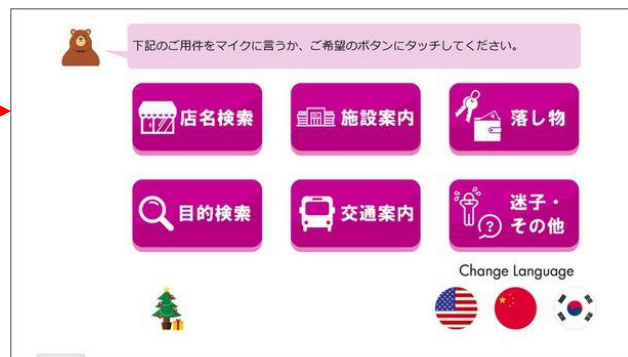 下記のご用件をマイクに言うか、ご希望のボタンにタッチしてください。
店名検索
施設案内
落し物
目的検索
交通案内
迷子・
その他
Change Language